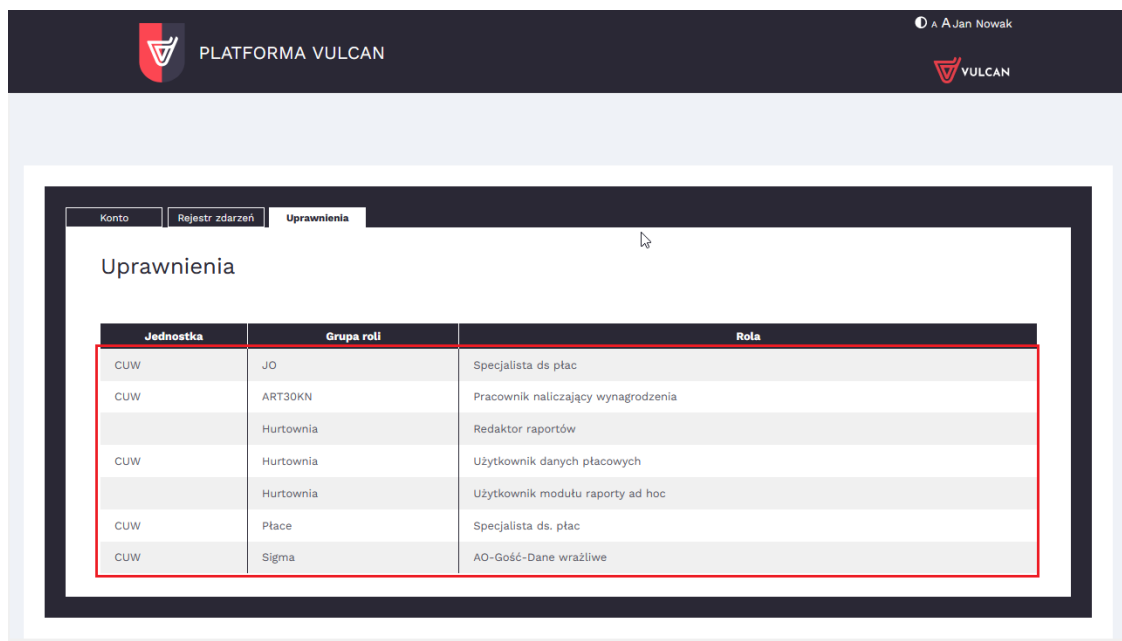 A A Jan Nowak
PLATFORMA VULCAN
VULCAN
Konto Rejestr zdarzeń Uprawnienia
Uprawnienia
Jednostka Grupa roli Rola
CUW JO Specjalista ds płac
CUW ART30KN Pracownik naliczający wynagrodzenia
Hurtownia Redaktor raportów
CUW Hurtownia Użytkownik danych płacowych
Hurtownia Użytkownik modułu raporty ad hoc
CUW Płace Specjalista ds. płac
CUW Sigma AO-Gość-Dane wrażliwe